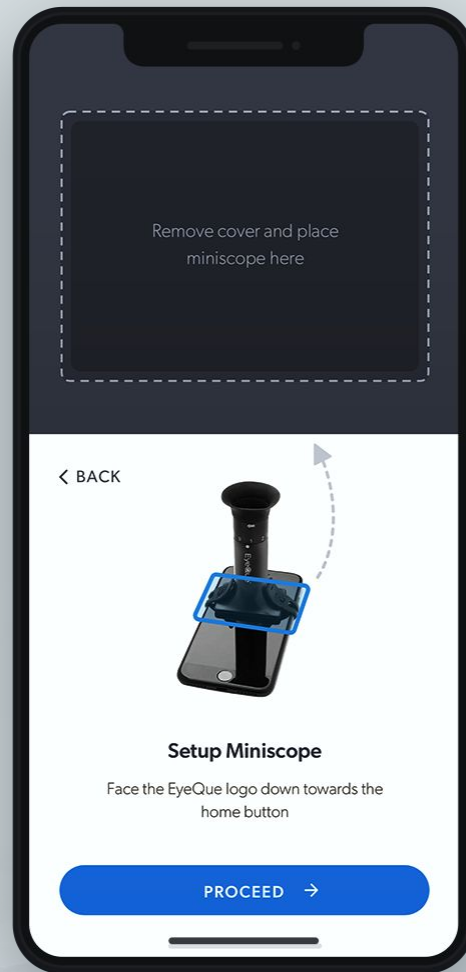 Remove cover and place
miniscope here
BACK
EyeQue
Setup Miniscope
Face the EyeQue logo down towards the
home button
PROCEED